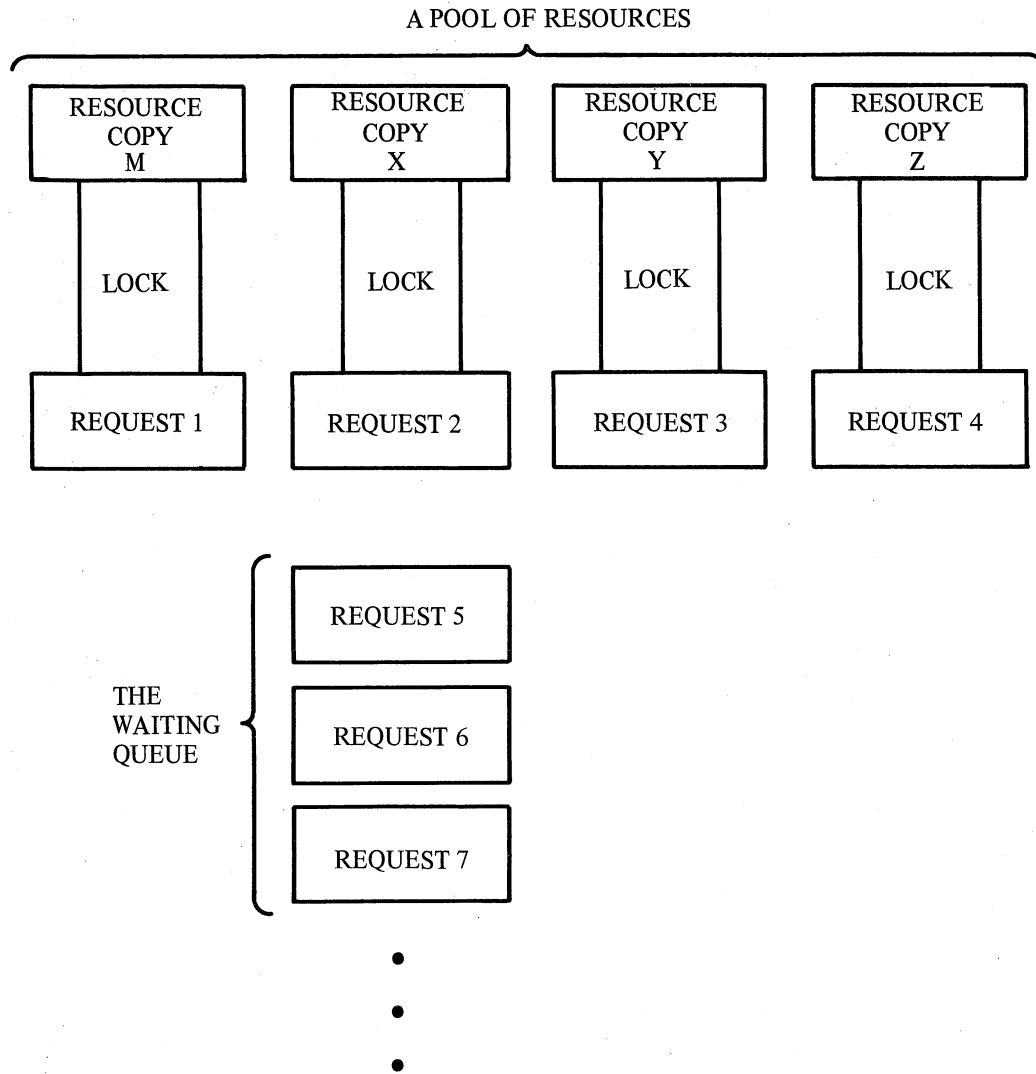 A POOL OF RESOURCES
RESOURCE
COPY
M
RESOURCE
COPY
X
RESOURCE
COPY
Y
RESOURCE
COPY
Z
LOCK
LOCK
LOCK
LOCK
REQUEST 1
REQUEST 2
REQUEST 3
REQUEST 4
THE
WAITING
QUEUE
REQUEST 5
REQUEST 6
REQUEST 7